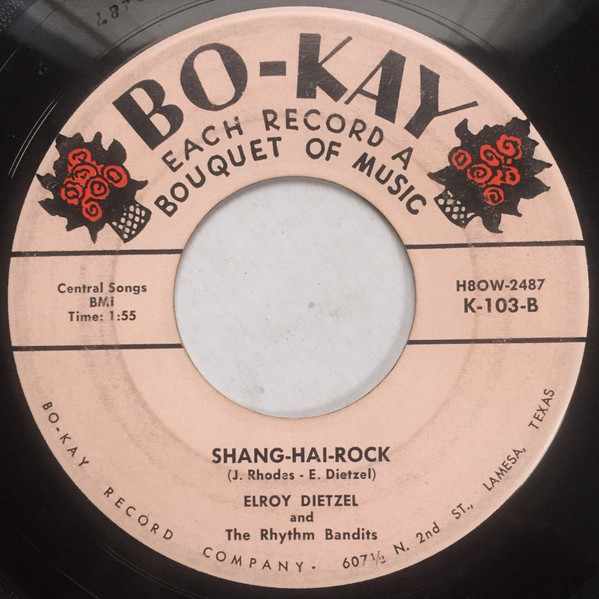 BO-KAY
EACH RECORD A
BOUQUET OF MUSIC
Central Songs
BMI
Time: 1:55
H8OW-2487
K-103-B
SHANG-HAI-ROCK
(J. Rhodes - E. Dietzel)
ELROY DIETZEL
and
The Rhythm Bandits
BO-KAY RECORD COMPANY - 607½ N. 2nd ST., LAMESA, TEXAS